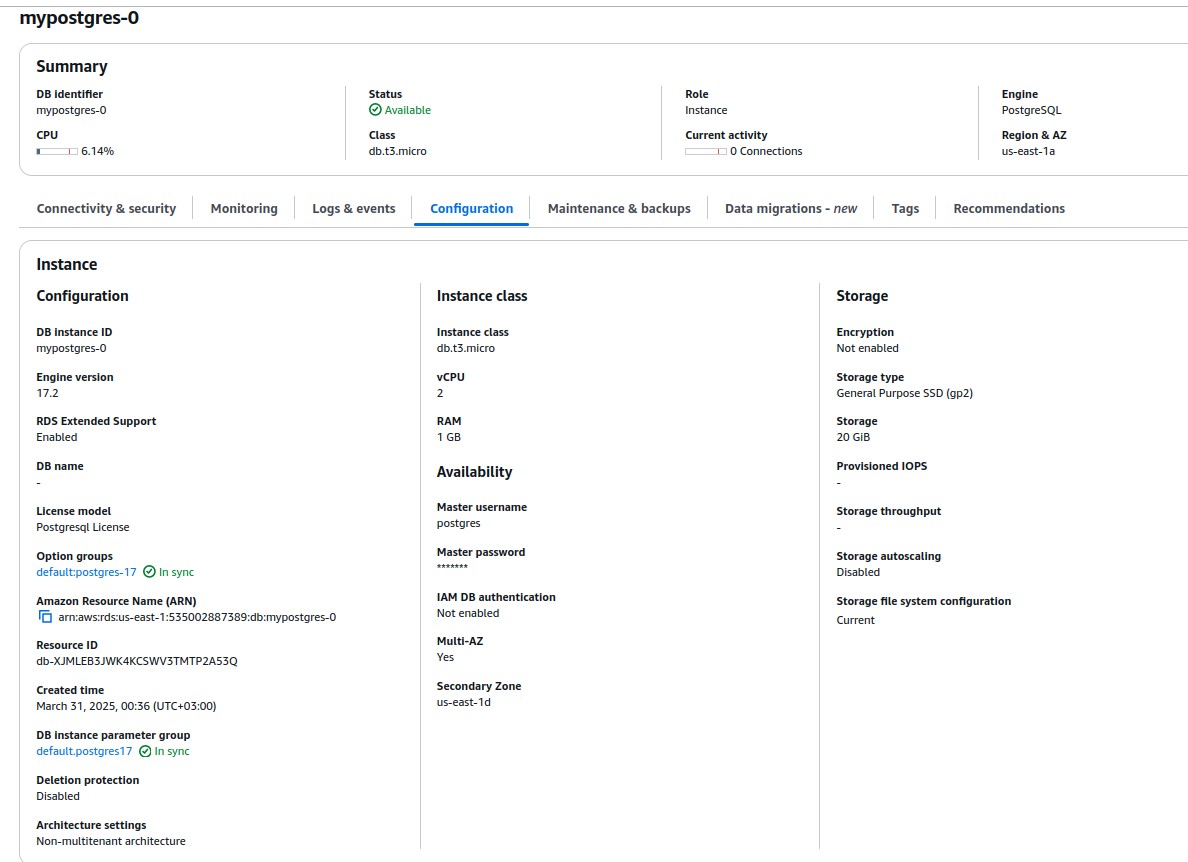 mypostgres-0
Summary
DB identifier
mypostgres-0
Status
Available
Role
Instance
Engine
PostgreSQL
CPU
6.14%
Class
db.t3.micro
Current activity
0 Connections
Region & AZ
us-east-1a
Connectivity & security
Monitoring
Logs & events
Configuration
Maintenance & backups
Data migrations - new
Tags
Recommendations
Instance
Configuration
DB instance ID
mypostgres-0
Engine version
17.2
RDS Extended Support
Enabled
DB name
-
License model
Postgresql License
Option groups
default:postgres-17 In sync
Amazon Resource Name (ARN)
arn:aws:rds:us-east-1:535002887389:db:mypostgres-0
Resource ID
db-XJMLEB3JWK4KCSWV3TMTP2A53Q
Created time
March 31, 2025, 00:36 (UTC+03:00)
DB instance parameter group
default.postgres17 In sync
Deletion protection
Disabled
Architecture settings
Non-multitenant architecture
Instance class
Instance class
db.t3.micro
vCPU
2
RAM
1 GB
Availability
Master username
postgres
Master password
*******
IAM DB authentication
Not enabled
Multi-AZ
Yes
Secondary Zone
us-east-1d
Storage
Encryption
Not enabled
Storage type
General Purpose SSD (gp2)
Storage
20 GiB
Provisioned IOPS
-
Storage throughput
-
Storage autoscaling
Disabled
Storage file system configuration
Current